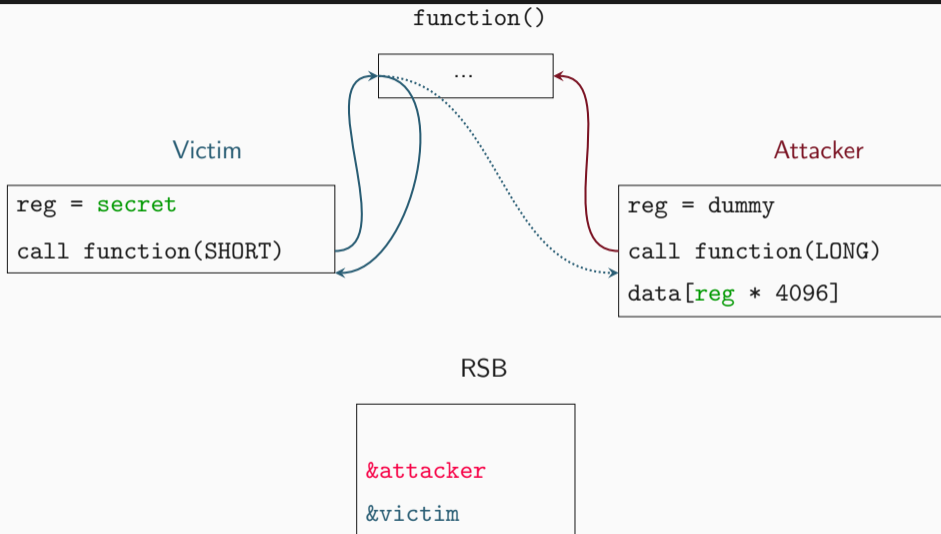 function()
...
Victim
Attacker
reg = secret
call function(SHORT)
reg = dummy
call function(LONG)
data[reg * 4096]
RSB
&attacker
&victim